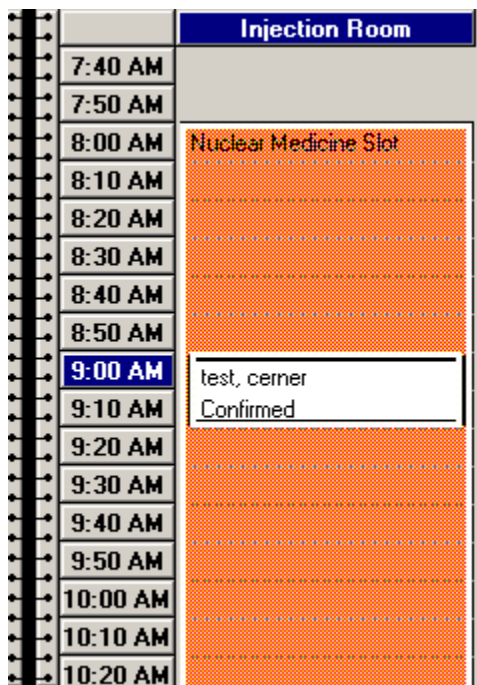 Injection Room
7:40 AM
7:50 AM
8:00 AM Nuclear Medicine Slot
8:10 AM
8:20 AM
8:30 AM
8:40 AM
8:50 AM
9:00 AM test, cerner
9:10 AM Confirmed
9:20 AM
9:30 AM
9:40 AM
9:50 AM
10:00 AM
10:10 AM
10:20 AM